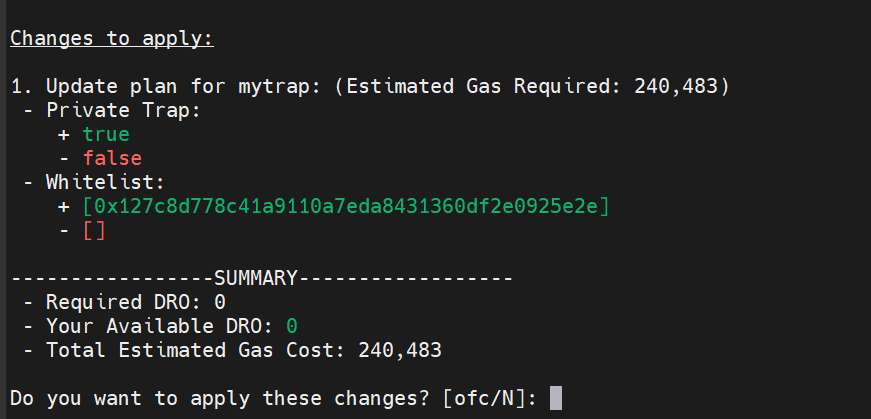 Changes to apply:
1. Update plan for mytrap: (Estimated Gas Required: 240,483)
- Private Trap:
+ true
- false
- Whitelist:
+ [0x127c8d778c41a9110a7eda8431360df2e0925e2e]
- []
-----------------SUMMARY------------------
- Required DRO: 0
- Your Available DRO: 0
- Total Estimated Gas Cost: 240,483
Do you want to apply these changes? [ofc/N]: